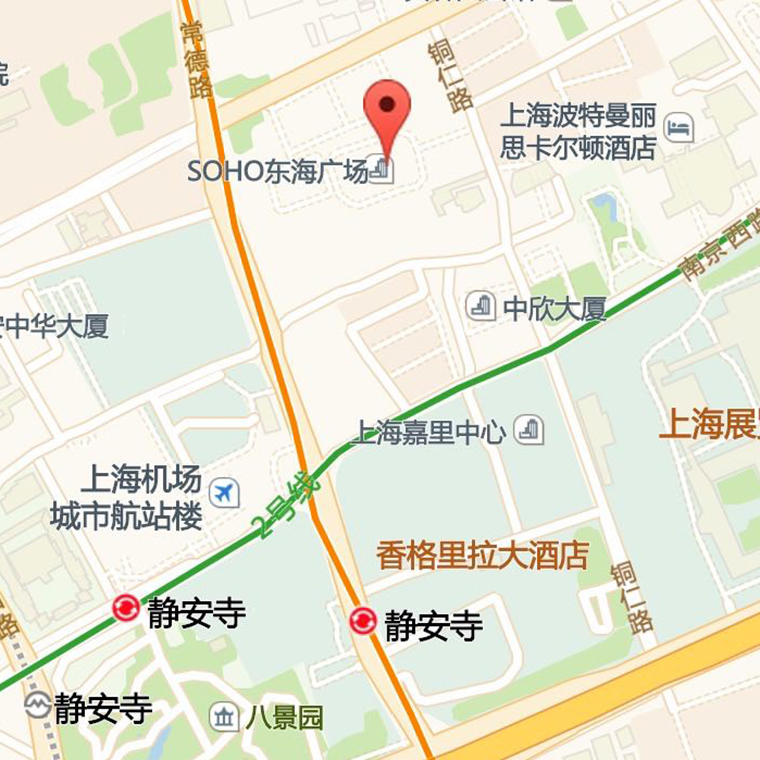 院
常德路
铜仁路
上海波特曼丽
思卡尔顿酒店
SOHO东海广场
南京西路
中欣大厦
安中华大厦
上海嘉里中心
上海展
上海机场
城市航站楼
2号线
香格里拉大酒店
铜仁路
静安寺
静安寺
路
静安寺
八景园